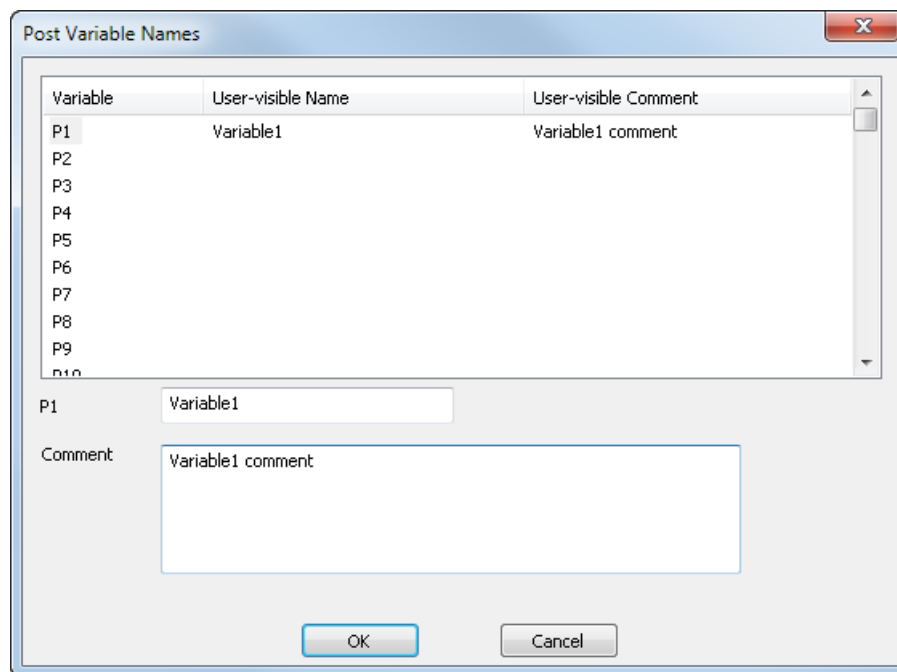 Post Variable Names
Variable User-visible Name User-visible Comment
P1 Variable1 Variable1 comment
P2
P3
P4
P5
P6
P7
P8
P9
P10
P1 Variable1
Comment Variable1 comment
OK Cancel